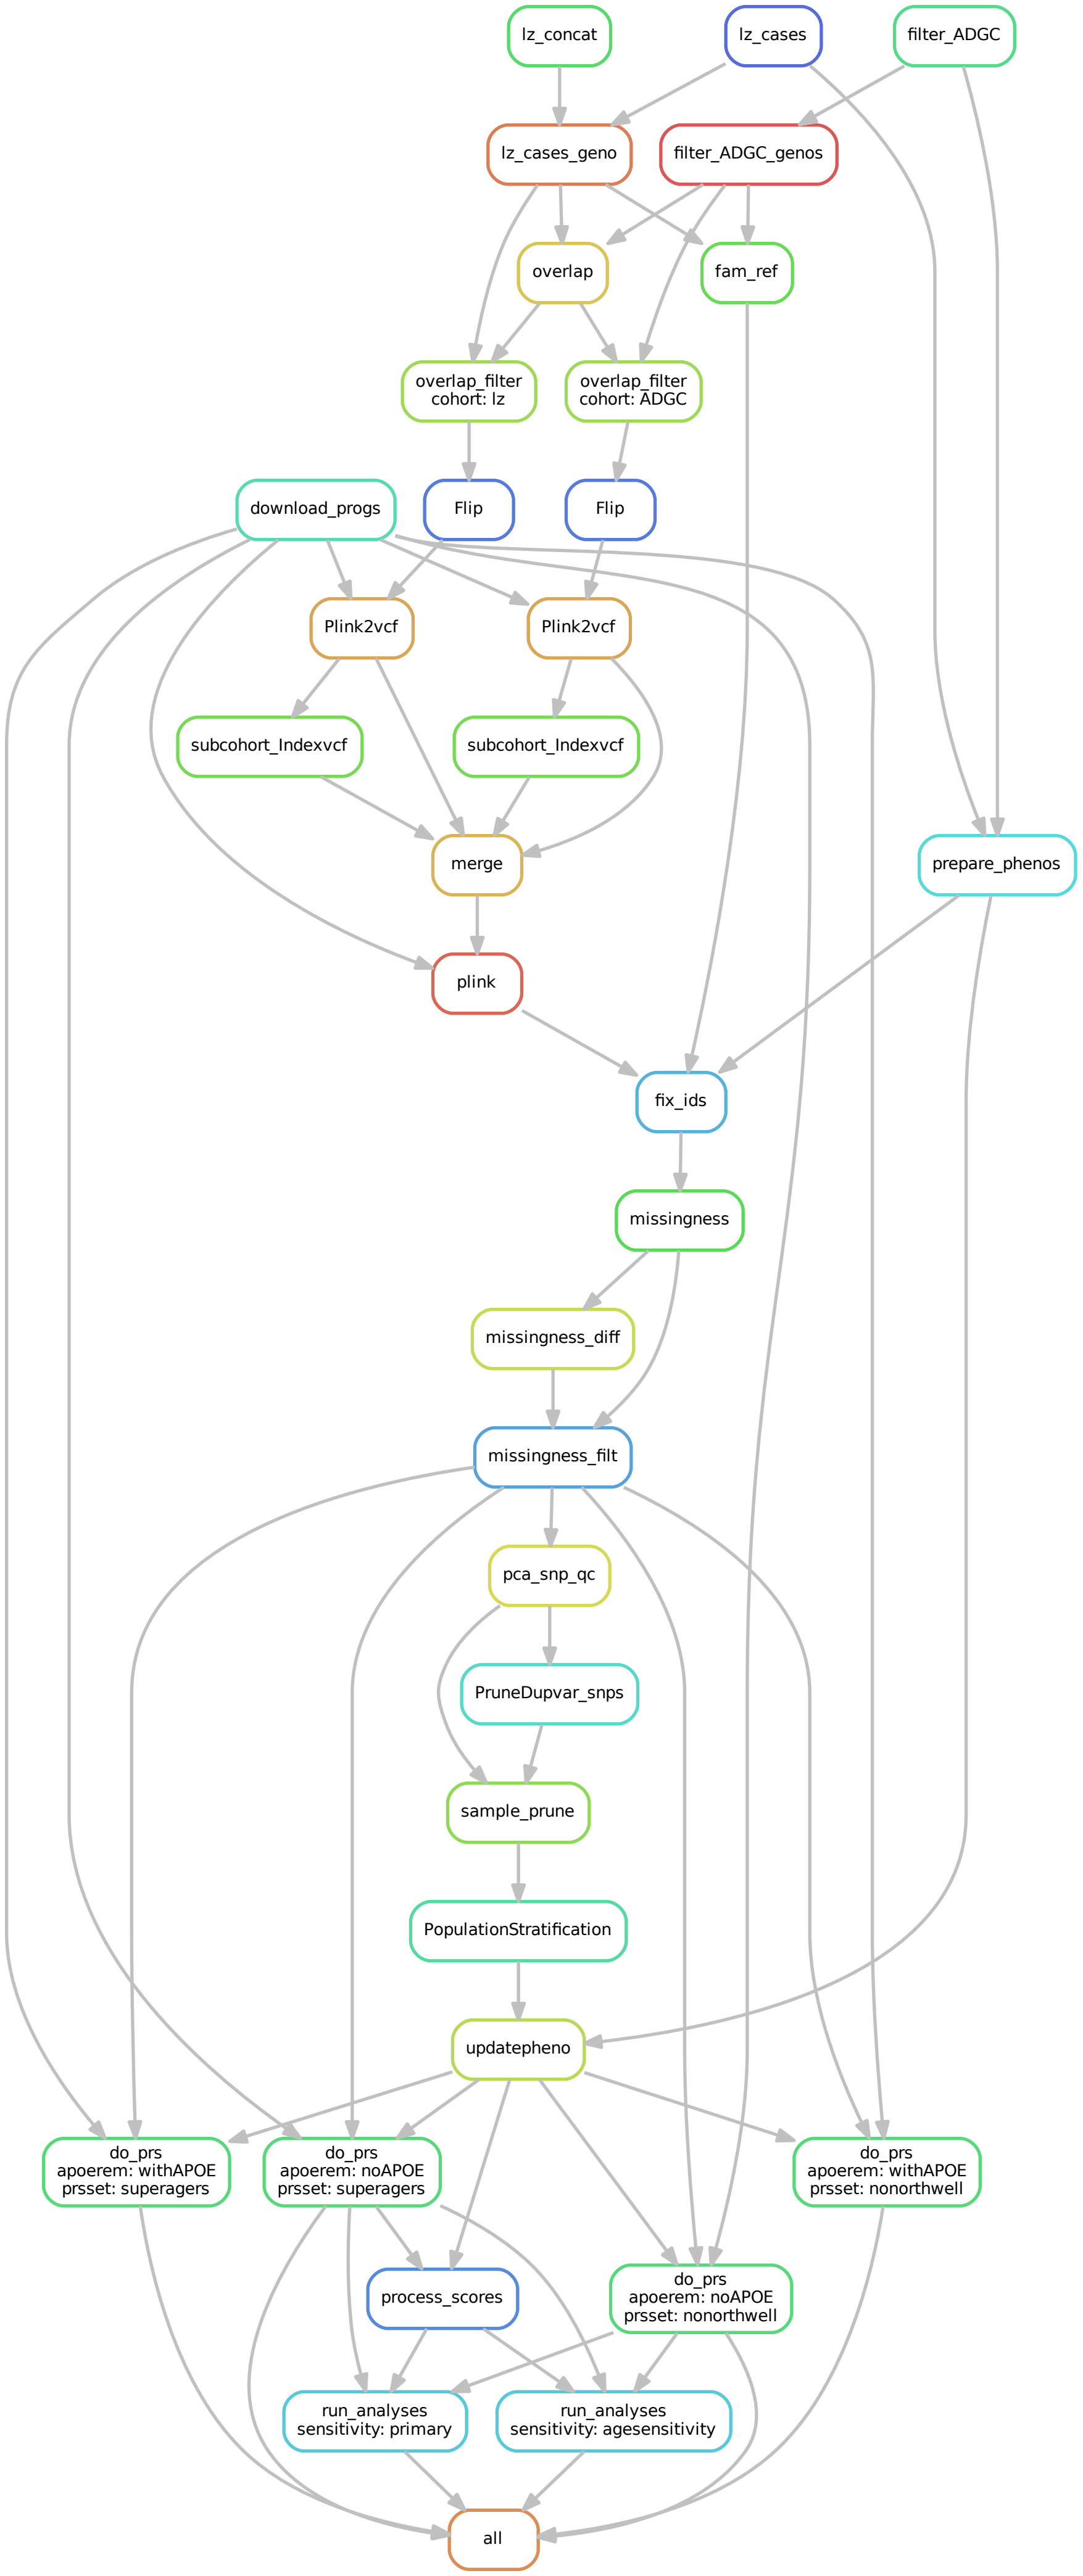 lz_concat
lz_cases
filter_ADGC
lz_cases_geno
filter_ADGC_genos
overlap
fam_ref
overlap_filter
cohort: lz
overlap_filter
cohort: ADGC
download_progs
Flip
Flip
Plink2vcf
Plink2vcf
subcohort_Indexvcf
subcohort_Indexvcf
merge
prepare_phenos
plink
fix_ids
missingness
missingness_diff
missingness_filt
pca_snp_qc
PruneDupvar_snps
sample_prune
PopulationStratification
updatepheno
do_prs
apoerem: withAPOE
prsset: superagers
do_prs
apoerem: noAPOE
prsset: superagers
do_prs
apoerem: withAPOE
prsset: nonorthwell
process_scores
do_prs
apoerem: noAPOE
prsset: nonorthwell
run_analyses
sensitivity: primary
run_analyses
sensitivity: agesensitivity
all